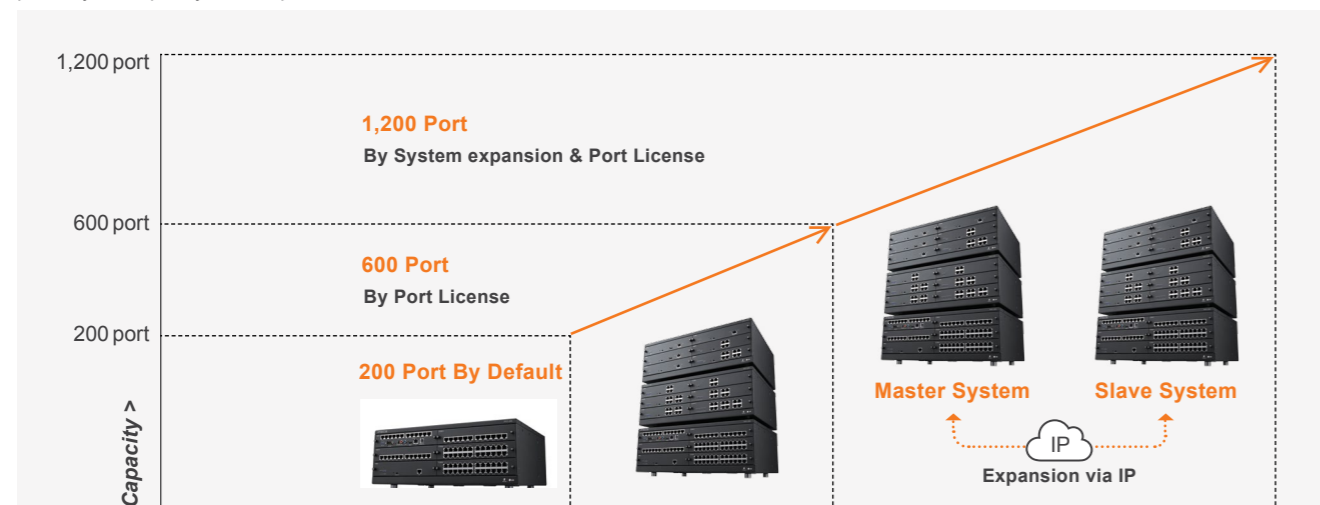 1,200 port
1,200 Port
By System expansion & Port License
600 port
600 Port
By Port License
200 port
200 Port By Default
Master System
Slave System
IP
Expansion via IP
Capacity >